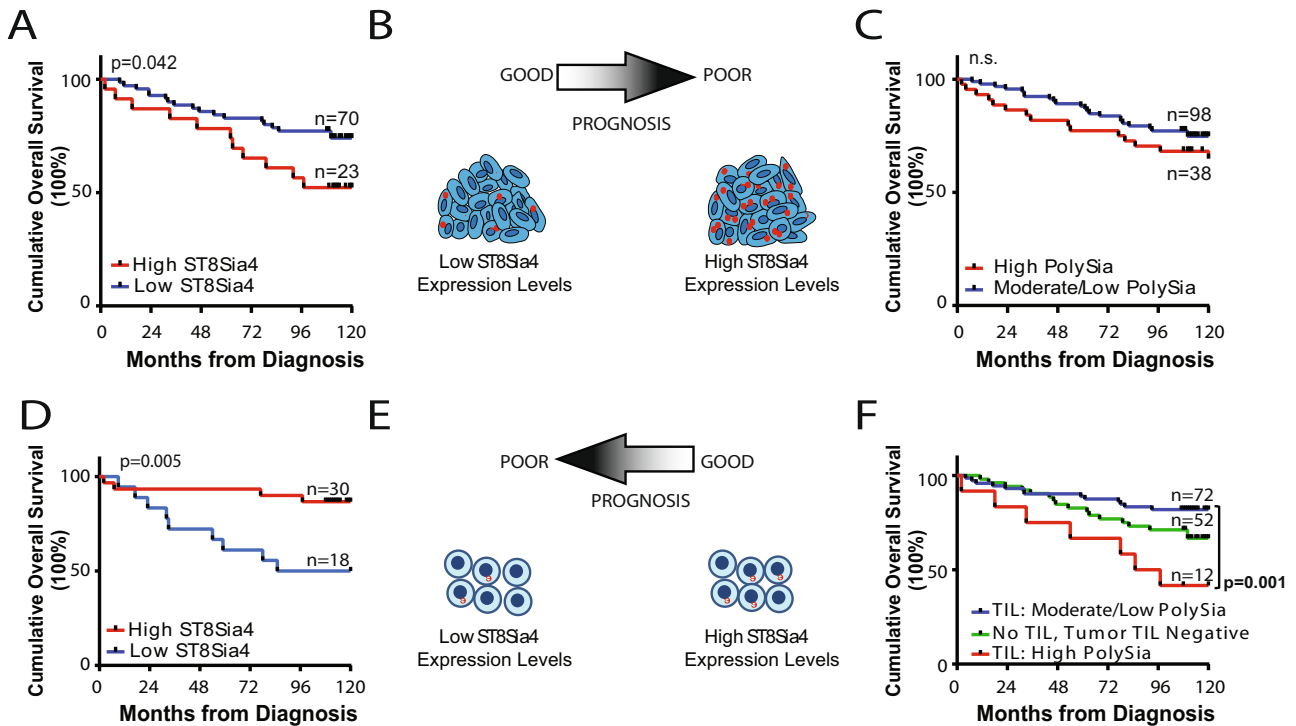 A
p=0.042
100
50
0
n=70
n=23
High ST8Sia4
Low ST8Sia4
0 24 48 72 96 120
Months from Diagnosis
Cumulative Overall Survival
(100%)
B
GOOD
POOR
PROGNOSIS
Low ST8Sia4
Expression Levels
High ST8Sia4
Expression Levels
C
n.s.
100
50
0
n=98
n=38
High PolySia
Moderate/Low PolySia
0 24 48 72 96 120
Months from Diagnosis
Cumulative Overall Survival
(100%)
D
p=0.005
100
50
0
n=30
n=18
High ST8Sia4
Low ST8Sia4
0 24 48 72 96 120
Months from Diagnosis
Cumulative Overall Survival
(100%)
E
POOR
GOOD
PROGNOSIS
Low ST8Sia4
Expression Levels
High ST8Sia4
Expression Levels
F
100
50
0
n=72
n=52
n=12
p=0.001
TIL: Moderate/Low PolySia
No TIL, Tumor TIL Negative
TIL: High PolySia
0 24 48 72 96 120
Months from Diagnosis
Cumulative Overall Survival
(100%)